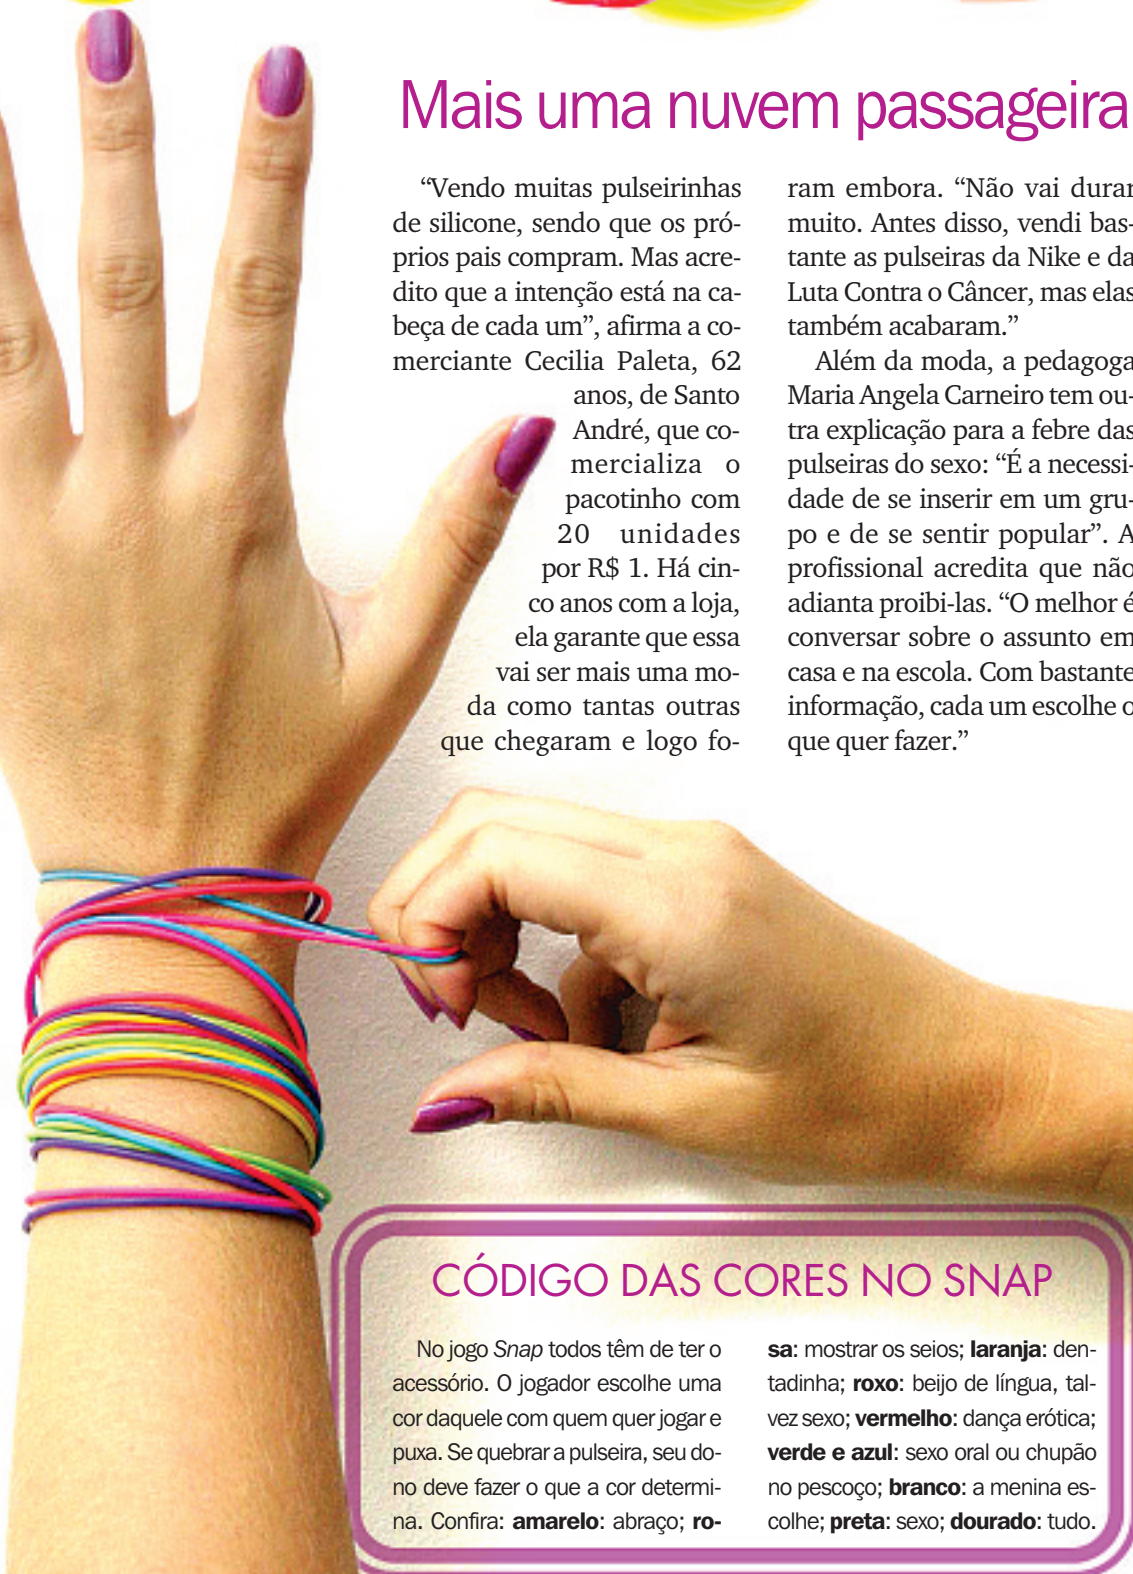 Mais uma nuvem passageira
“Vendo muitas pulseirinhas
de silicone, sendo que os pró-
prios pais compram. Mas acre-
dito que a intenção está na ca-
beça de cada um”, afirma a co-
merciante Cecilia Paleta, 62
anos, de Santo
André, que co-
mercializa o
pacotinho com
20 unidades
por R$ 1. Há cin-
co anos com a loja,
ela garante que essa
vai ser mais uma mo-
da como tantas outras
que chegaram e logo fo-
ram embora. “Não vai durar
muito. Antes disso, vendi bas-
tante as pulseiras da Nike e da
Luta Contra o Câncer, mas elas
também acabaram.”
Além da moda, a pedagoga
Maria Angela Carneiro tem ou-
tra explicação para a febre das
pulseiras do sexo: “É a necessi-
dade de se inserir em um gru-
po e de se sentir popular”. A
profissional acredita que não
adianta proibi-las. “O melhor é
conversar sobre o assunto em
casa e na escola. Com bastante
informação, cada um escolhe o
que quer fazer.”
CÓDIGO DAS CORES NO SNAP
No jogo Snap todos têm de ter o
acessório. O jogador escolhe uma
cor daquele com quem quer jogar e
puxa. Se quebrar a pulseira, seu do-
no deve fazer o que a cor determi-
na. Confira: amarelo: abraço; ro-
sa: mostrar os seios; laranja: den-
tadinha; roxo: beijo de língua, tal-
vez sexo; vermelho: dança erótica;
verde e azul: sexo oral ou chupão
no pescoço; branco: a menina es-
colhe; preta: sexo; dourado: tudo.